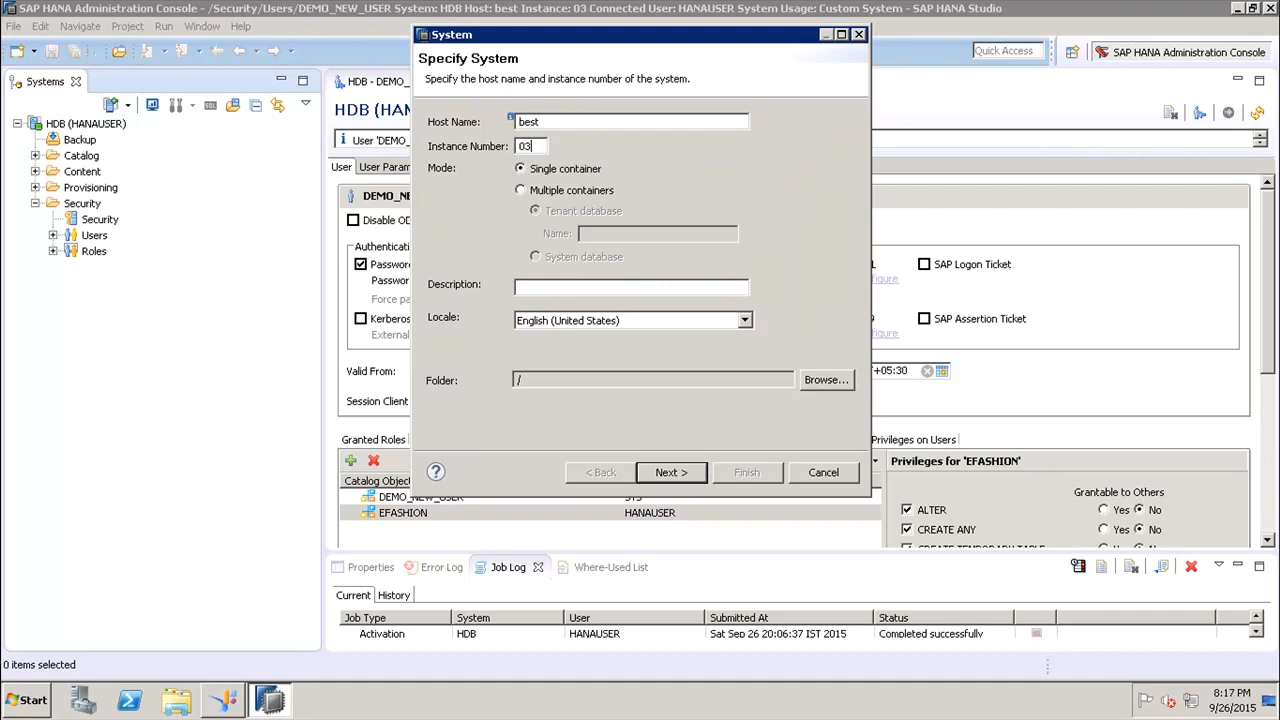 SAP HANA Administration Console - /Security/Users/DEMO_NEW_USER System: HDB Host: best Instance: 03 Connected User: HANAUSER System Usage: Custom System - SAP HANA Studio
File Edit Navigate Project Run Window Help
Quick Access
SAP HANA Administration Console
Systems
HDB (HANAUSER)
Backup
Catalog
Content
Provisioning
Security
Security
Users
Roles
HDB - DEMO_
HDB (HAN
User 'DEMO_
User User Param
DEMO_N
Disable OD
Authenticati
Password
Password
Force pa
Kerberos
External
Valid From:
Session Client
Granted Roles
Catalog Objec
DEMO_NEW_USER SYS
EFASHION HANAUSER
System
Specify System
Specify the host name and instance number of the system.
Host Name: best
Instance Number: 03
Mode: Single container
Multiple containers
Tenant database
Name:
System database
Description:
Locale: English (United States)
Folder: / Browse...
< Back Next > Finish Cancel
SAP Logon Ticket
figure
SAP Assertion Ticket
figure
+05:30
Privileges on Users
Privileges for 'EFASHION'
Grantable to Others
ALTER Yes No
CREATE ANY Yes No
Properties Error Log Job Log Where-Used List
Current History
Job Type System User Submitted At Status
Activation HDB HANAUSER Sat Sep 26 20:06:37 IST 2015 Completed successfully
0 items selected
Start
8:17 PM
9/26/2015